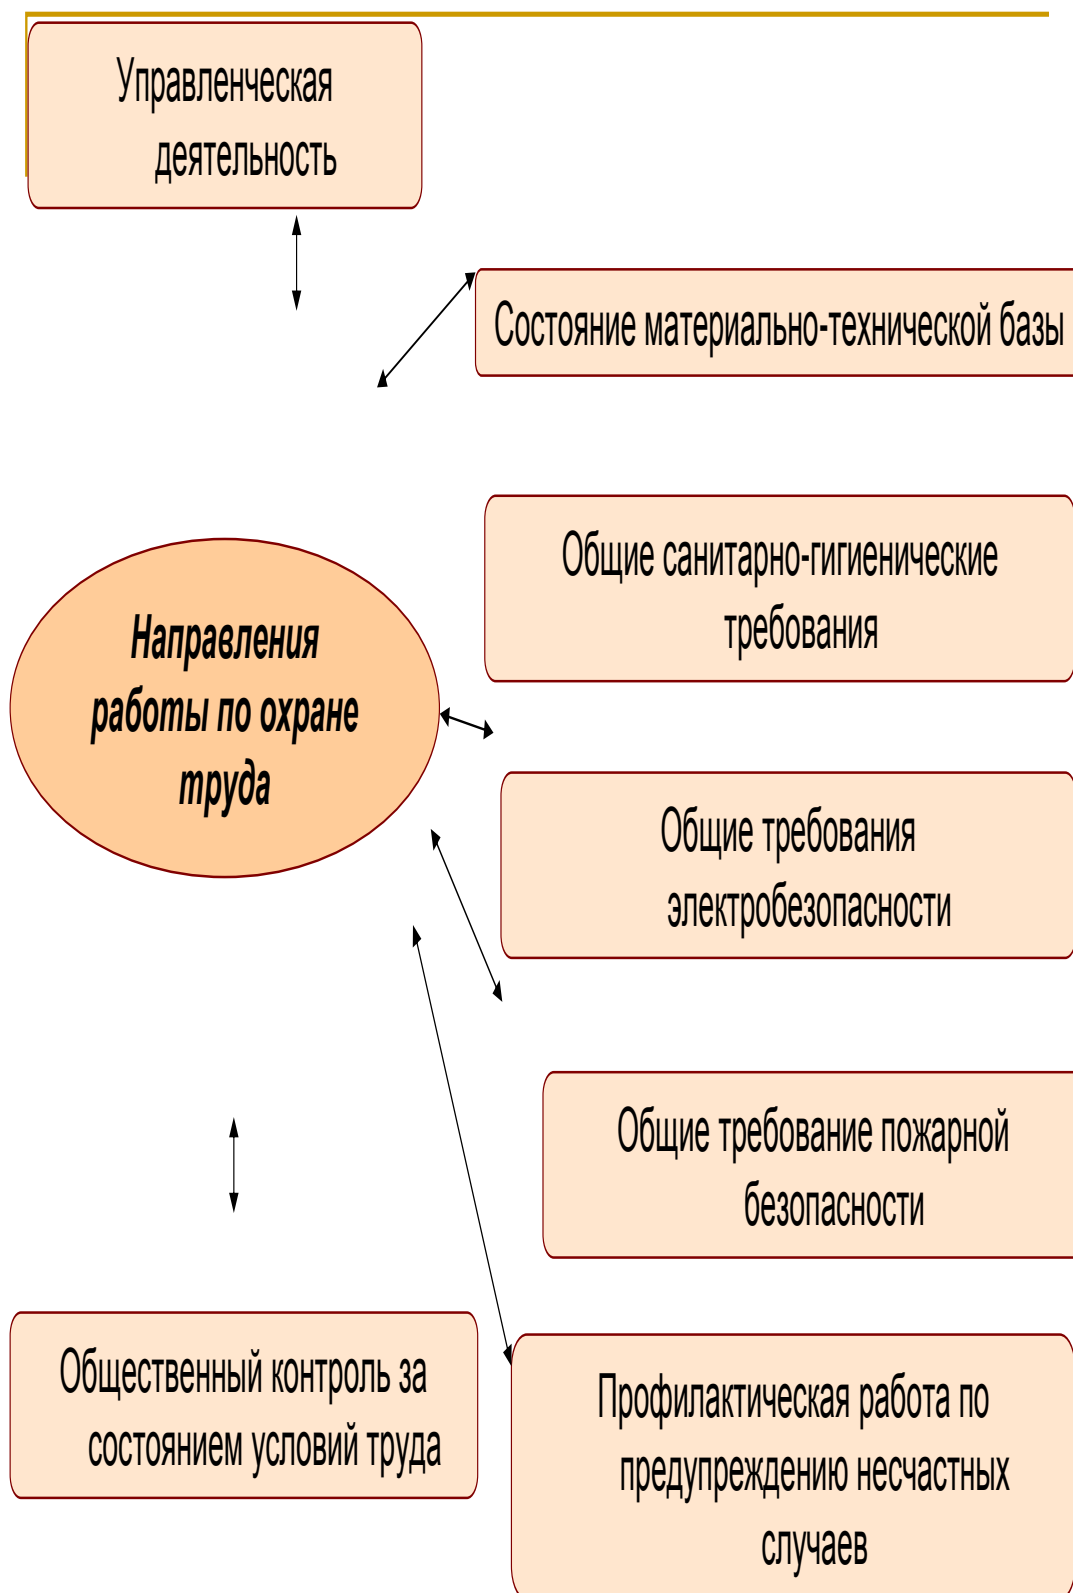 Управленческая
деятельность
Состояние материально-технической базы
Общие санитарно-гигиенические
требования
Направления
работы по охране
труда
Общие требования
электробезопасности
Общие требование пожарной
безопасности
Общественный контроль за
состоянием условий труда
Профилактическая работа по
предупреждению несчастных
случаев